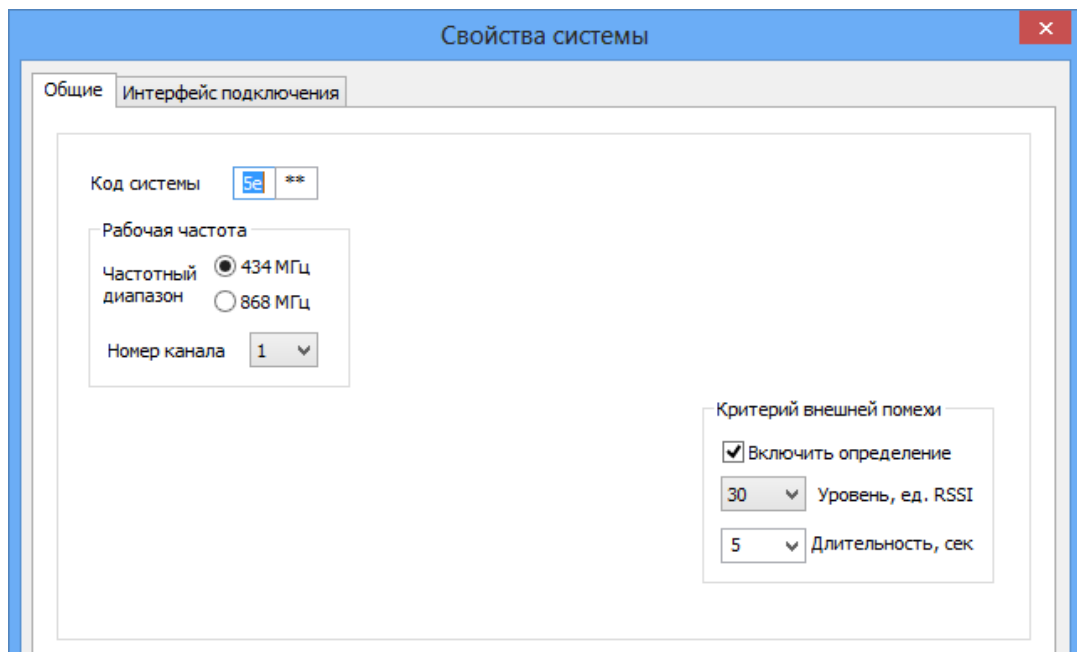 Свойства системы
Общие Интерфейс подключения
Код системы 5e **
Рабочая частота
Частотный диапазон
434 МГц
868 МГц
Номер канала 1
Критерий внешней помехи
Включить определение
30 Уровень, ед. RSSI
5 Длительность, сек